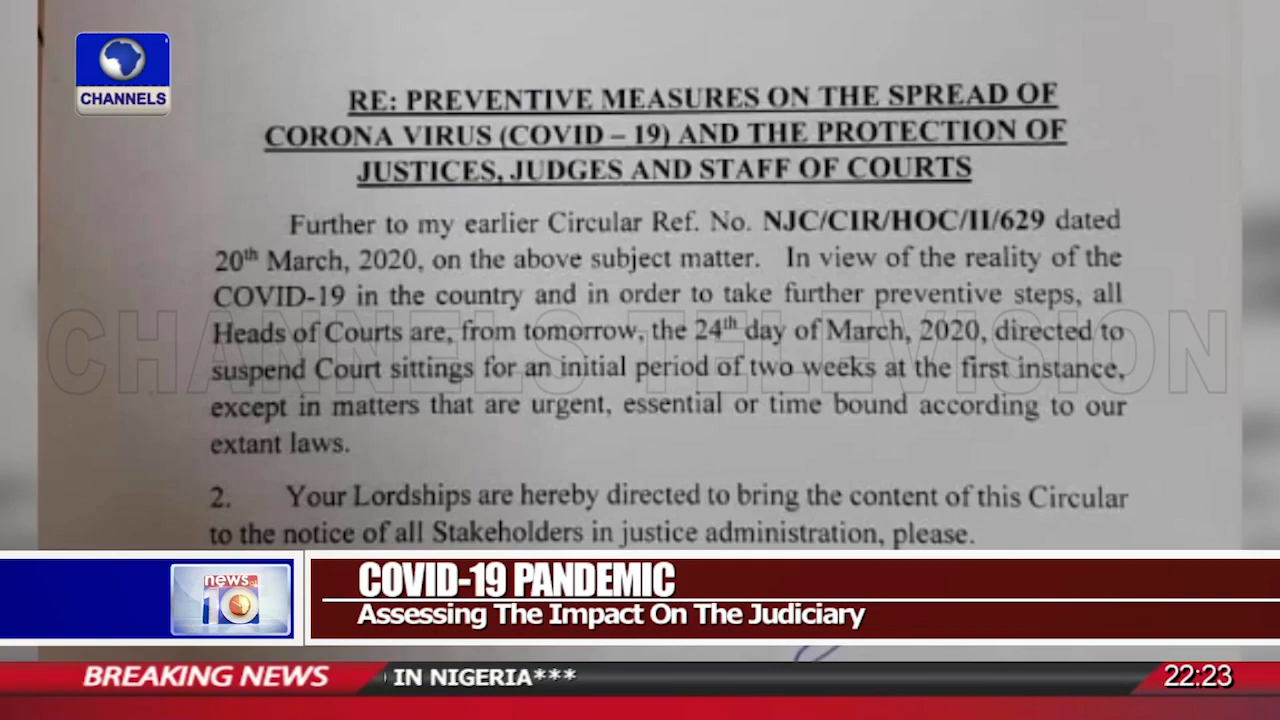 CHANNELS
RE: PREVENTIVE MEASURES ON THE SPREAD OF
CORONA VIRUS (COVID – 19) AND THE PROTECTION OF
JUSTICES, JUDGES AND STAFF OF COURTS
Further to my earlier Circular Ref. No. NJC/CIR/HOC/II/629 dated
20th March, 2020, on the above subject matter. In view of the reality of the
COVID-19 in the country and in order to take further preventive steps, all
Heads of Courts are, from tomorrow, the 24th day of March, 2020, directed to
suspend Court sittings for an initial period of two weeks at the first instance,
except in matters that are urgent, essential or time bound according to our
extant laws.
2. Your Lordships are hereby directed to bring the content of this Circular
to the notice of all Stakeholders in justice administration, please.
CHANNELS TELEVISION
news at
10
COVID-19 PANDEMIC
Assessing The Impact On The Judiciary
BREAKING NEWS
IN NIGERIA***
22:23